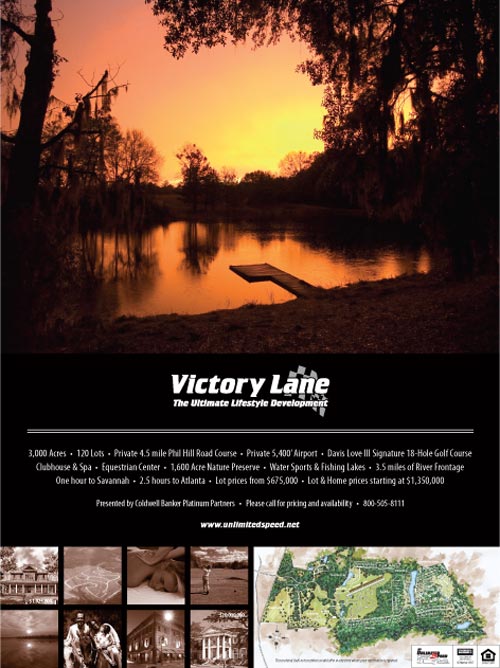 Victory Lane
The Ultimate Lifestyle Development
3,000 Acres • 120 Lots • Private 4.5 mile Phil Hill Road Course • Private 5,400' Airport • Davis Love III Signature 18-Hole Golf Course
Clubhouse & Spa • Equestrian Center • 1,600 Acre Nature Preserve • Water Sports & Fishing Lakes • 3.5 miles of River Frontage
One hour to Savannah • 2.5 hours to Atlanta • Lot prices from $675,000 • Lot & Home prices starting at $1,350,000
Presented by Coldwell Banker Platinum Partners • Please call for pricing and availability • 800-505-8111
www.unlimitedspeed.net